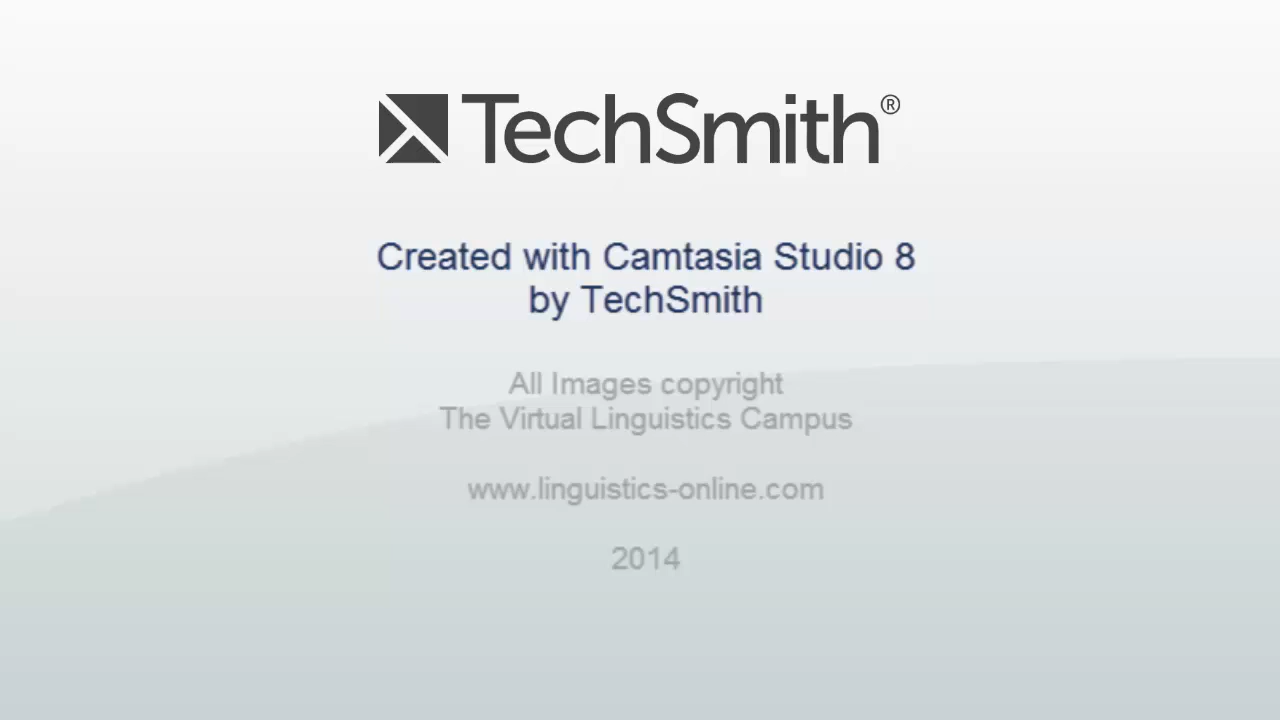 TechSmith®
Created with Camtasia Studio 8
by TechSmith
All Images copyright
The Virtual Linguistics Campus
www.linguistics-online.com
2014